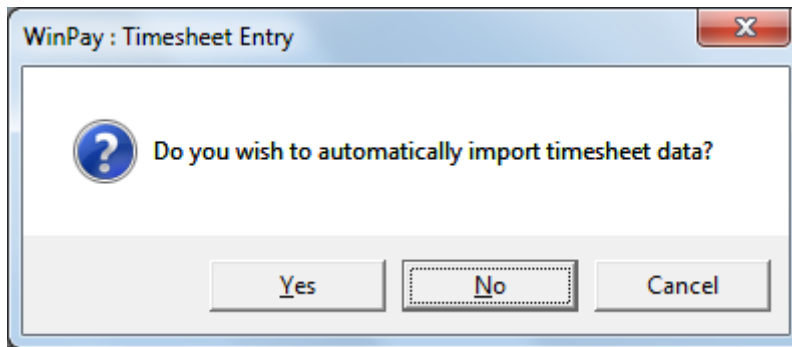 WinPay : Timesheet Entry
Do you wish to automatically import timesheet data?
Yes No Cancel